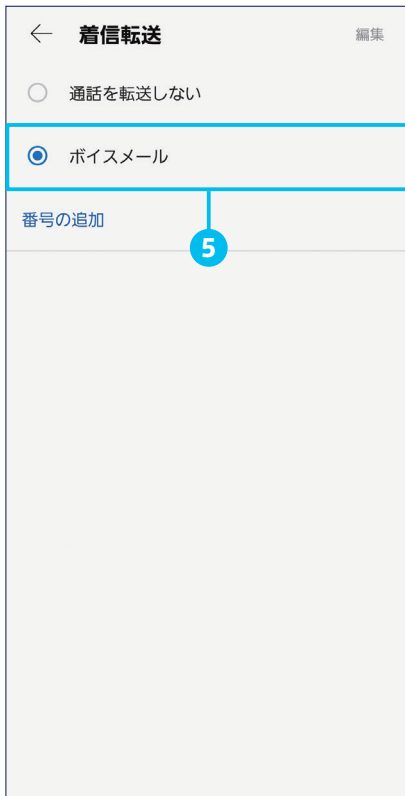 着信転送 編集
通話を転送しない
ボイスメール
番号の追加
5